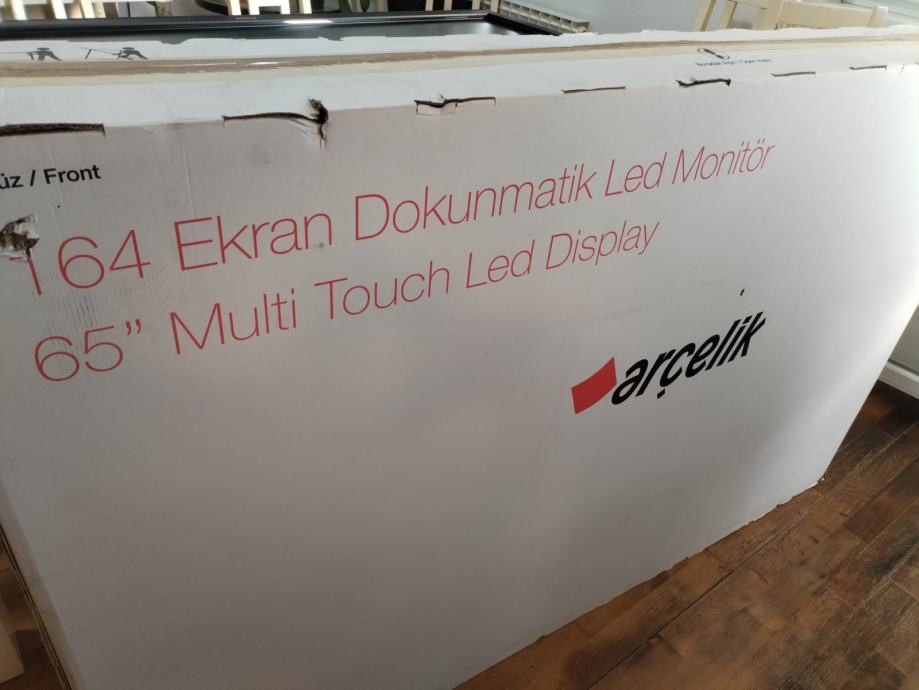 üz / Front
164 Ekran Dokunmatik Led Monitör
65” Multi Touch Led Display
arçelik